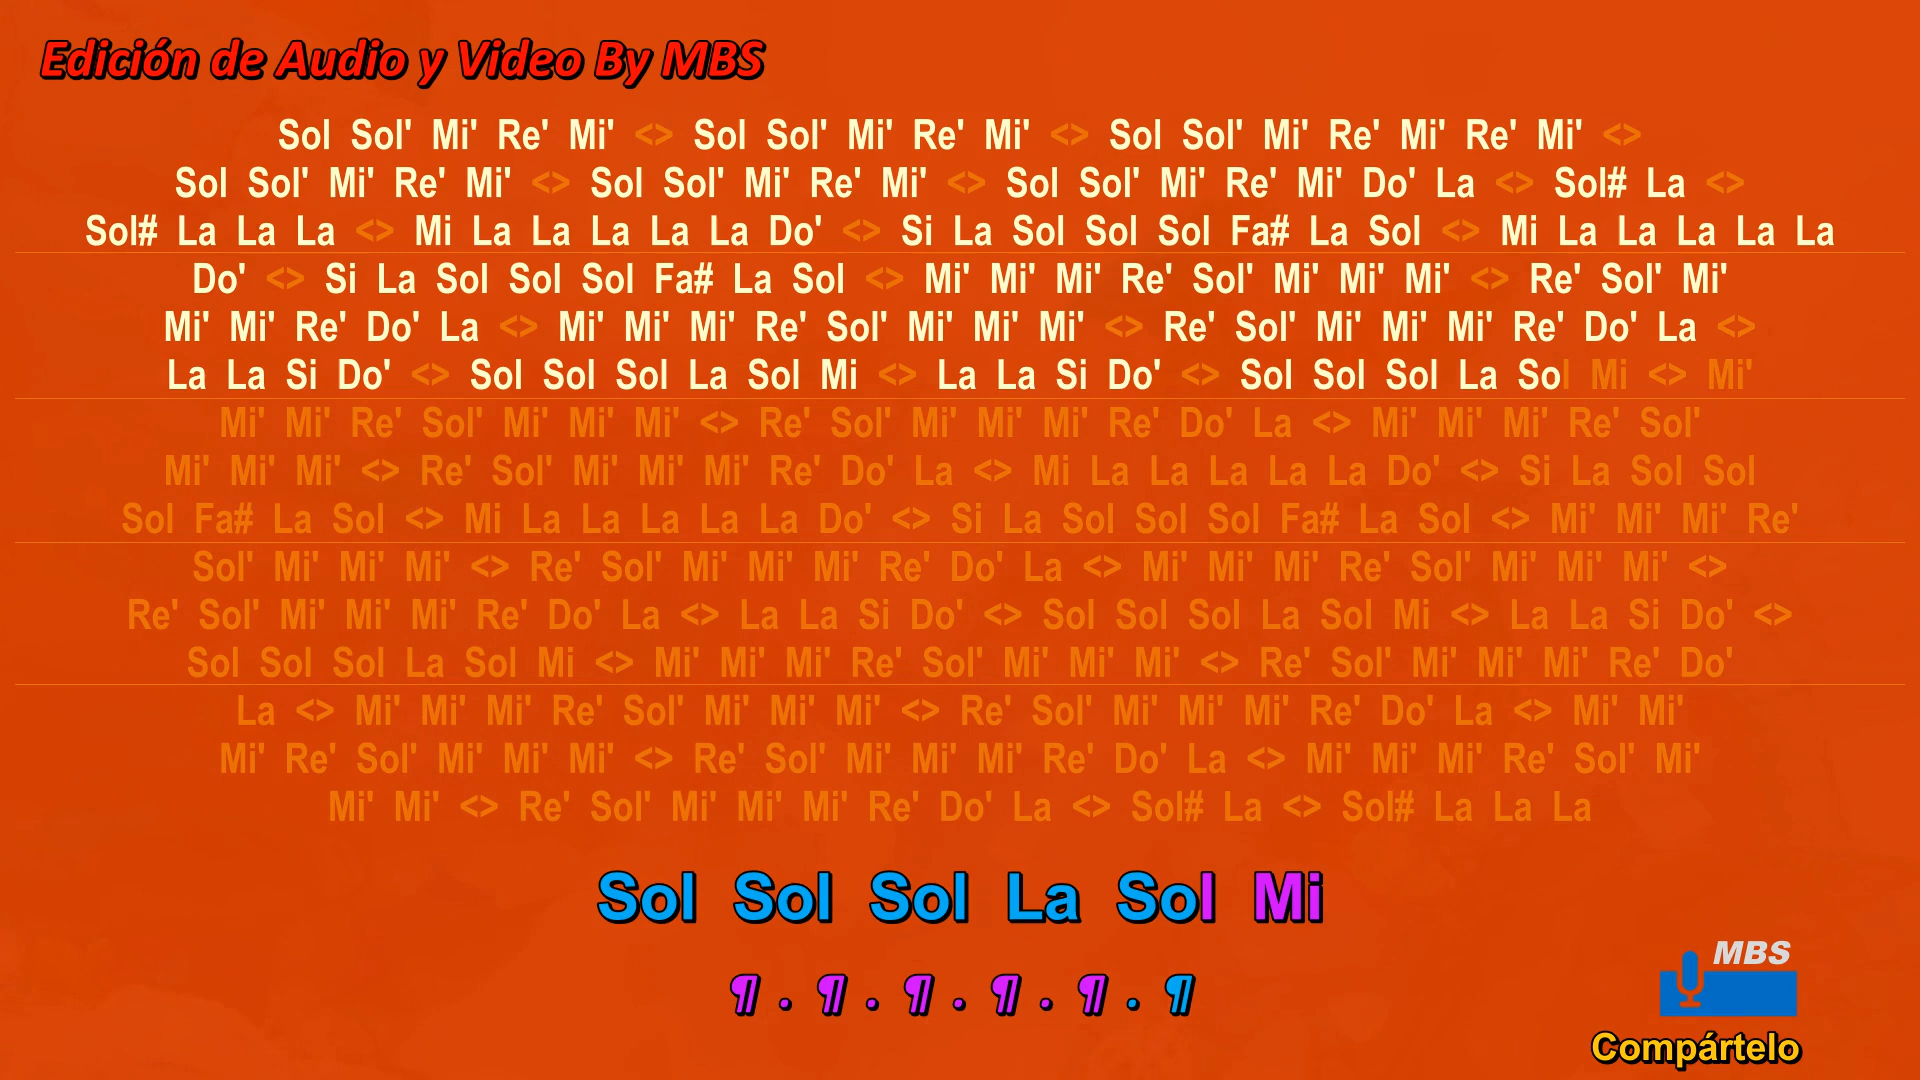 Edición de Audio y Video By MBS
Sol Sol' Mi' Re' Mi' <> Sol Sol' Mi' Re' Mi' <> Sol Sol' Mi' Re' Mi' Re' Mi' <>
Sol Sol' Mi' Re' Mi' <> Sol Sol' Mi' Re' Mi' <> Sol Sol' Mi' Re' Mi' Do' La <> Sol# La <>
Sol# La La La <> Mi La La La La La Do' <> Si La Sol Sol Sol Fa# La Sol <> Mi La La La La La
Do' <> Si La Sol Sol Sol Fa# La Sol <> Mi' Mi' Mi' Re' Sol' Mi' Mi' Mi' <> Re' Sol' Mi'
Mi' Mi' Re' Do' La <> Mi' Mi' Mi' Re' Sol' Mi' Mi' Mi' <> Re' Sol' Mi' Mi' Mi' Re' Do' La <>
La La Si Do' <> Sol Sol Sol La Sol Mi <> La La Si Do' <> Sol Sol Sol La Sol Mi <> Mi'
Mi' Mi' Re' Sol' Mi' Mi' Mi' <> Re' Sol' Mi' Mi' Mi' Re' Do' La <> Mi' Mi' Mi' Re' Sol'
Mi' Mi' Mi' <> Re' Sol' Mi' Mi' Mi' Re' Do' La <> Mi La La La La La Do' <> Si La Sol Sol
Sol Fa# La Sol <> Mi La La La La La Do' <> Si La Sol Sol Sol Fa# La Sol <> Mi' Mi' Mi' Re'
Sol' Mi' Mi' Mi' <> Re' Sol' Mi' Mi' Mi' Re' Do' La <> Mi' Mi' Mi' Re' Sol' Mi' Mi' Mi' <>
Re' Sol' Mi' Mi' Mi' Re' Do' La <> La La Si Do' <> Sol Sol Sol La Sol Mi <> La La Si Do' <>
Sol Sol Sol La Sol Mi <> Mi' Mi' Mi' Re' Sol' Mi' Mi' Mi' <> Re' Sol' Mi' Mi' Mi' Re' Do'
La <> Mi' Mi' Mi' Re' Sol' Mi' Mi' Mi' <> Re' Sol' Mi' Mi' Mi' Re' Do' La <> Mi' Mi'
Mi' Re' Sol' Mi' Mi' Mi' <> Re' Sol' Mi' Mi' Mi' Re' Do' La <> Mi' Mi' Mi' Re' Sol' Mi'
Mi' Mi' <> Re' Sol' Mi' Mi' Mi' Re' Do' La <> Sol# La <> Sol# La La La
Sol Sol Sol La Sol Mi
¶ . ¶ . ¶ . ¶ . ¶ . ¶
MBS
Compártelo